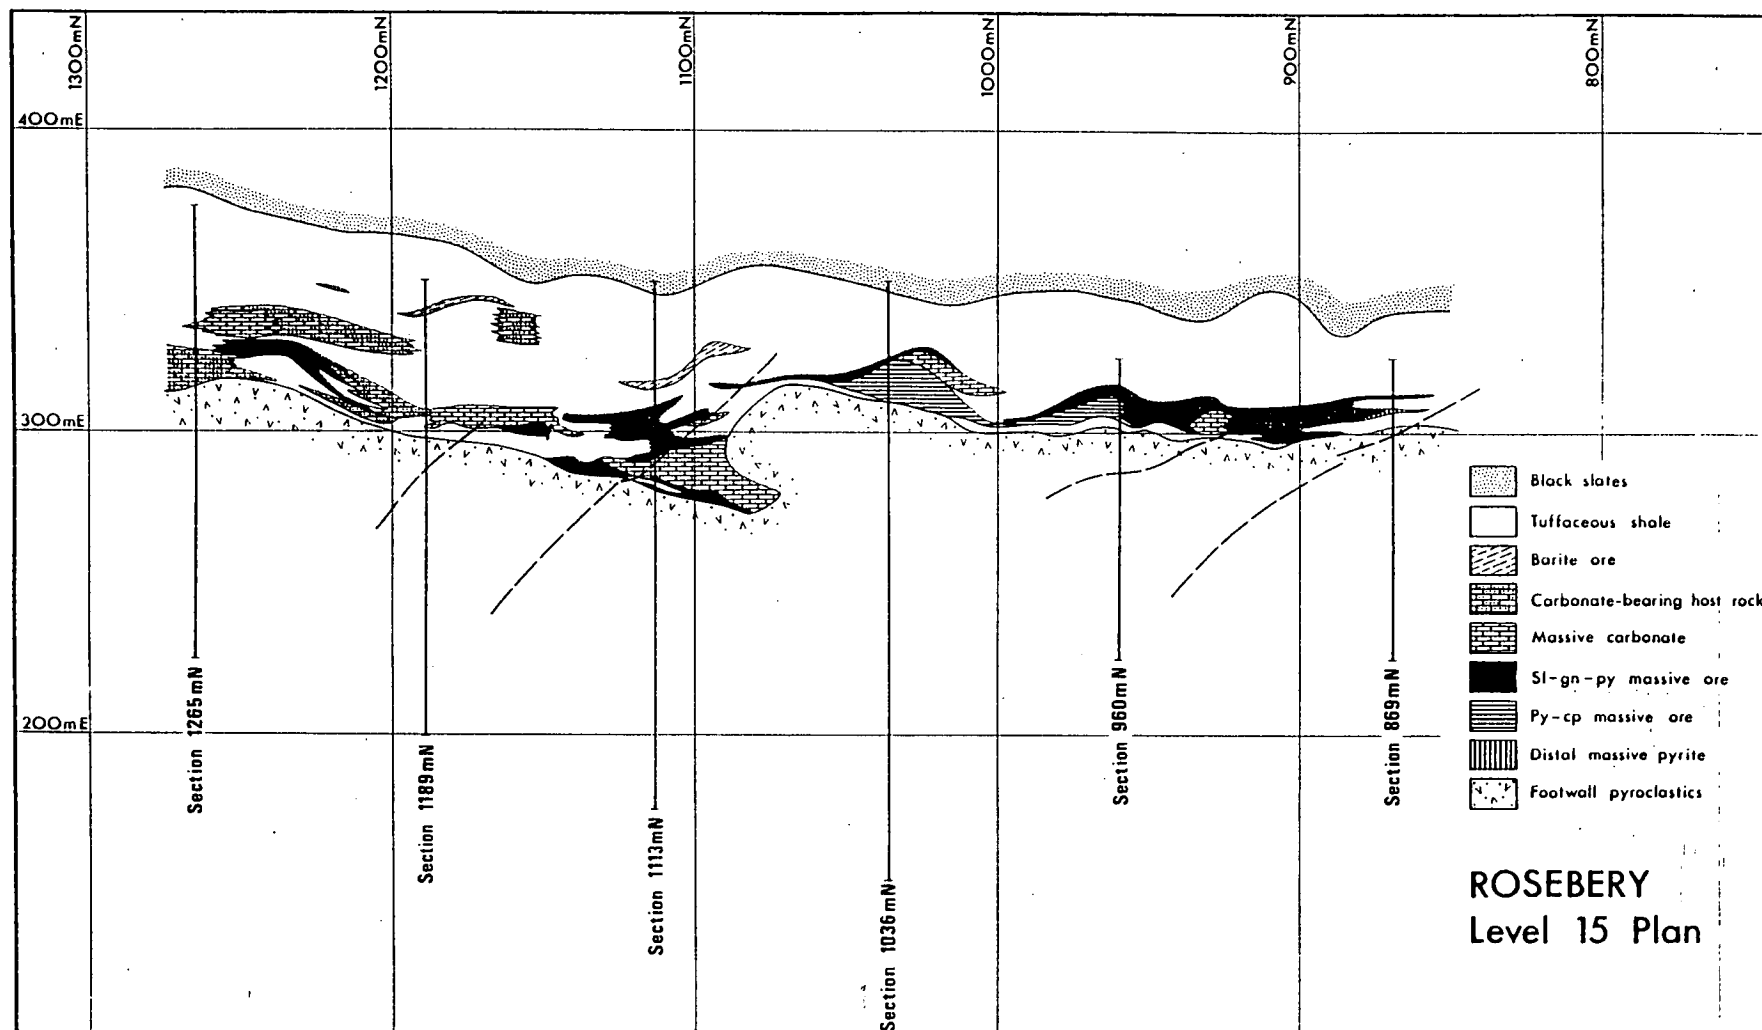 1300mN
1200mN
1100mN
1000mN
900mN
800mN
400mE
300mE
200mE
Section 1265mN
Section 1189mN
Section 1113mN
Section 1036mN
Section 960mN
Section 869mN
Black slates
Tuffaceous shale
Barite ore
Carbonate-bearing host rock
Massive carbonate
Sl-gn-py massive ore
Py-cp massive ore
Distal massive pyrite
Footwall pyroclastics
ROSEBERY
Level 15 Plan